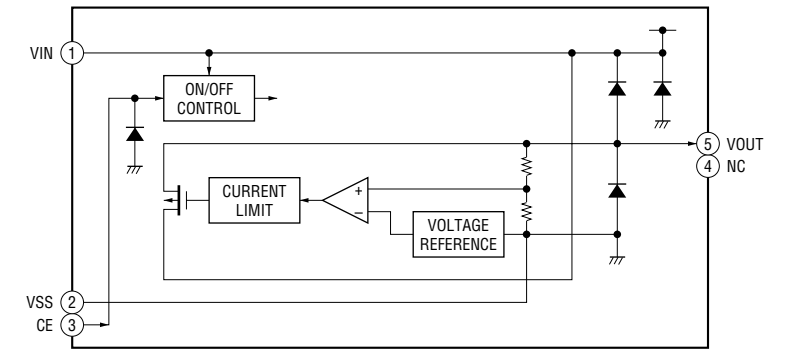 VIN 1
ON/OFF
CONTROL
5 VOUT
4 NC
CURRENT
LIMIT
+
−
VOLTAGE
REFERENCE
VSS 2
CE 3